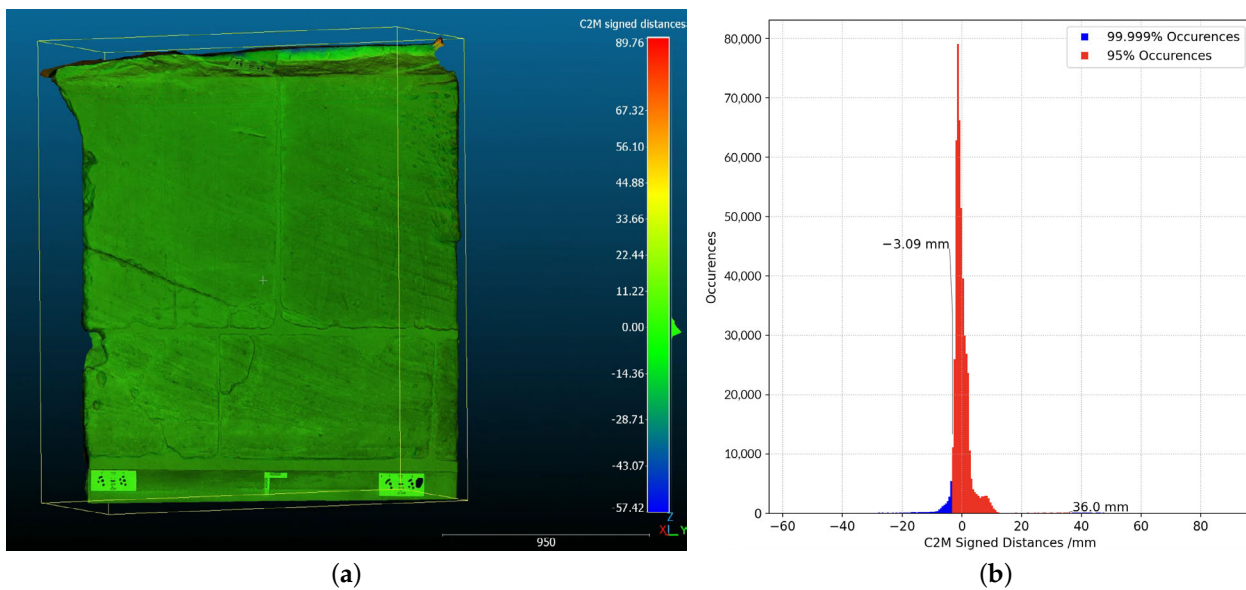 C2M signed distances
89.76
67.32
56.10
44.88
33.66
22.44
11.22
0.00
-14.36
-28.71
-43.07
-57.42
Z
X Y
950
(a)
80,000
70,000
60,000
50,000
40,000
30,000
20,000
10,000
0
Occurences
99.999% Occurences
95% Occurences
−3.09 mm
36.0 mm
−60 −40 −20 0 20 40 60 80
C2M Signed Distances /mm
(b)